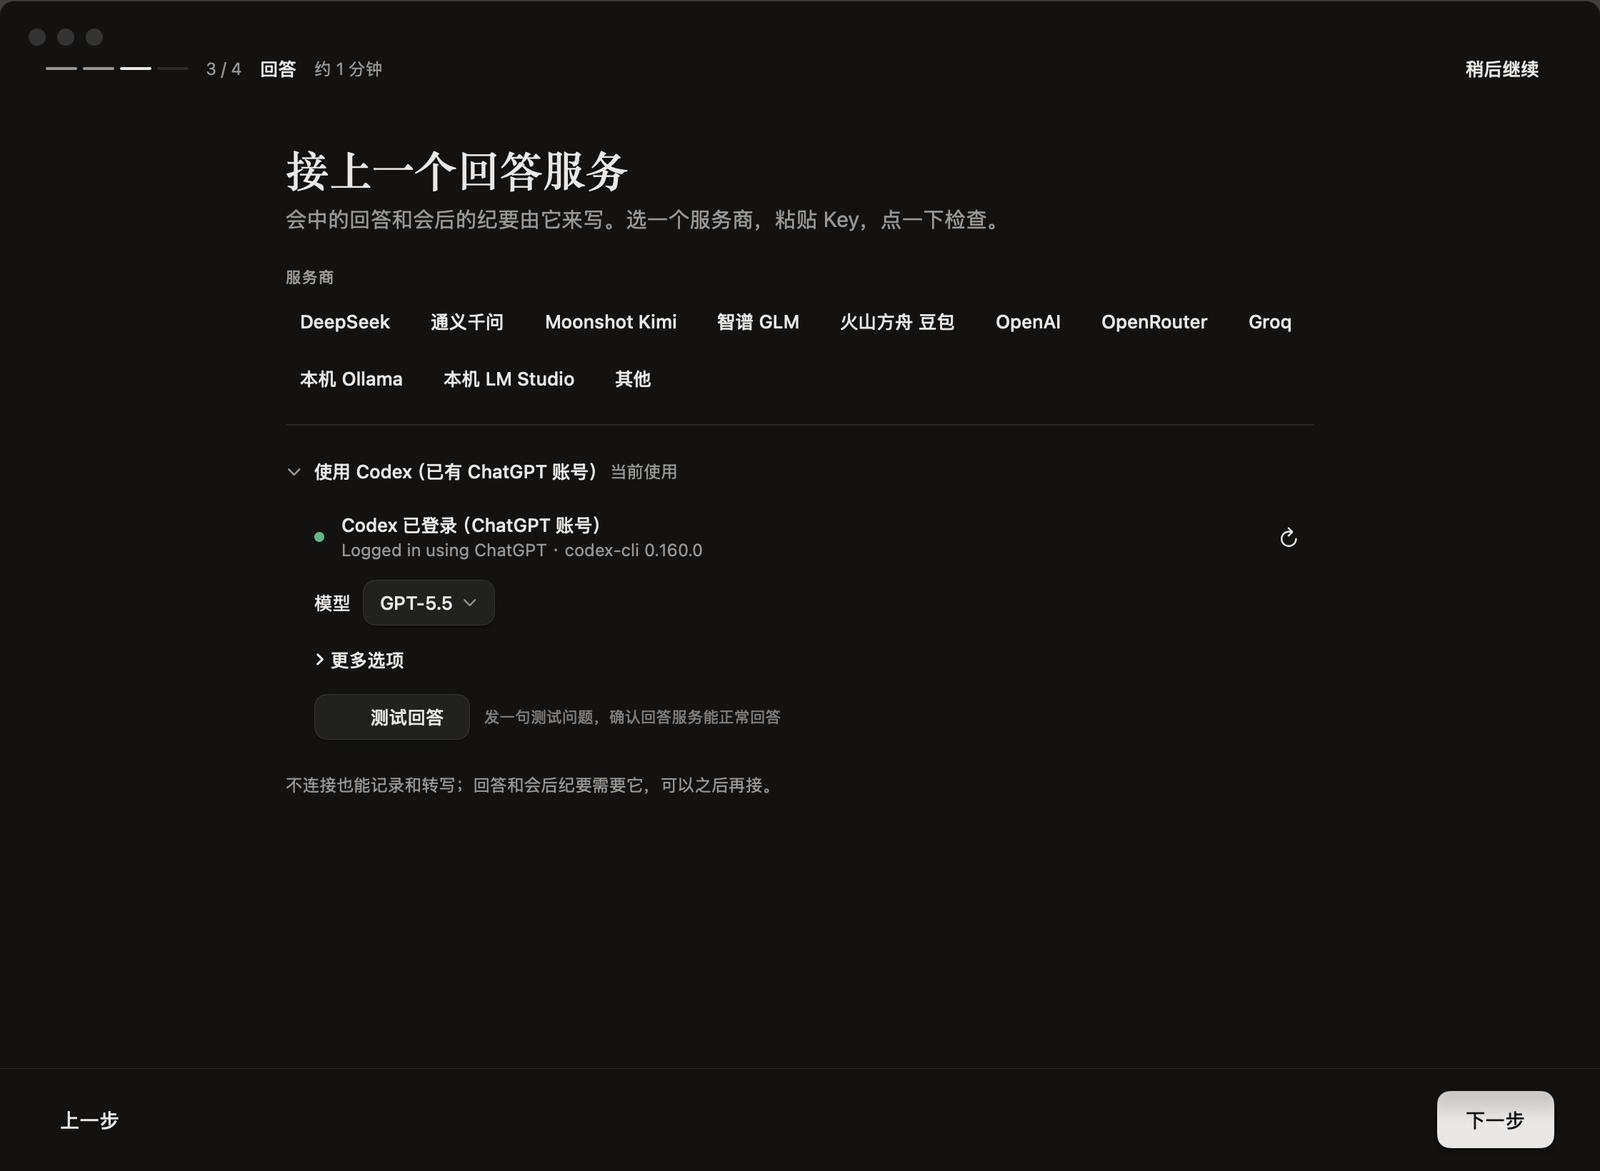 3 / 4 回答 约 1 分钟 稍后继续
接上一个回答服务
会中的回答和会后的纪要由它来写。选一个服务商，粘贴 Key，点一下检查。
服务商
DeepSeek 通义千问 Moonshot Kimi 智谱 GLM 火山方舟 豆包 OpenAI OpenRouter Groq
本机 Ollama 本机 LM Studio 其他
使用 Codex（已有 ChatGPT 账号） 当前使用
Codex 已登录（ChatGPT 账号）
Logged in using ChatGPT · codex-cli 0.160.0
模型 GPT-5.5
更多选项
测试回答 发一句测试问题，确认回答服务能正常回答
不连接也能记录和转写；回答和会后纪要需要它，可以之后再接。
上一步 下一步